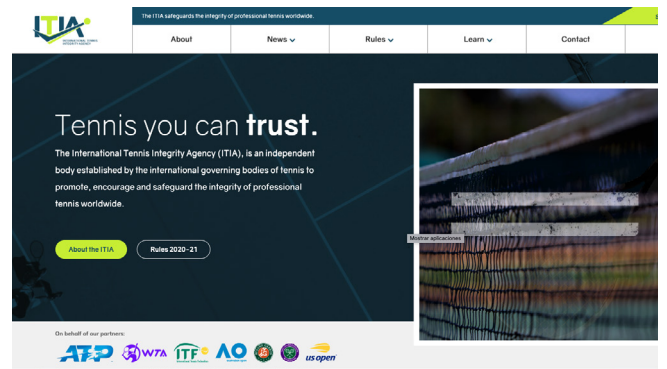 The ITIA safeguards the integrity of professional tennis worldwide.
ITIA
INTERNATIONAL TENNIS
INTEGRITY AGENCY
About
News
Rules
Learn
Contact
Tennis you can trust.
The International Tennis Integrity Agency (ITIA), is an independent
body established by the international governing bodies of tennis to
promote, encourage and safeguard the integrity of professional
tennis worldwide.
About the ITIA
Rules 2020-21
Mostrar aplicaciones
On behalf of our partners:
ATP
WTA
ITF
AO
us open